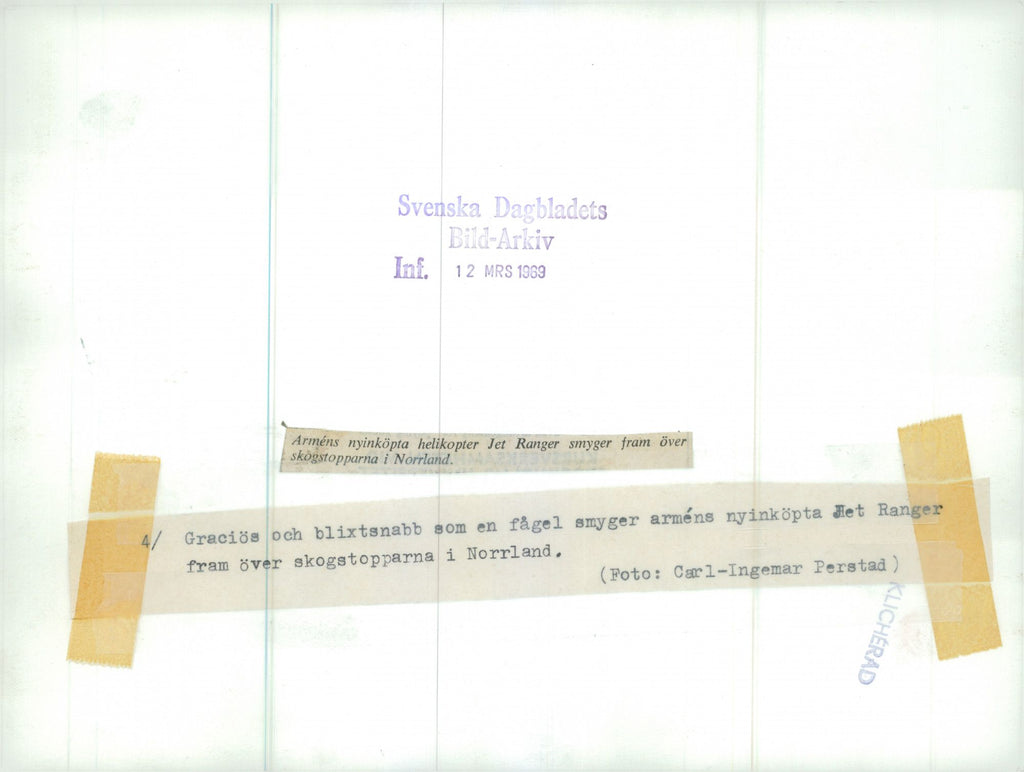 Svenska Dagbladets
Bild-Arkiv
Inf. 12 MRS 1969
Arméns nyinköpta helikopter Jet Ranger smyger fram över
skogstopparna i Norrland.
4/ Graciös och blixtsnabb som en fågel smyger arméns nyinköpta Jet Ranger
fram över skogstopparna i Norrland.
(Foto: Carl-Ingemar Perstad)
KLICHERAD